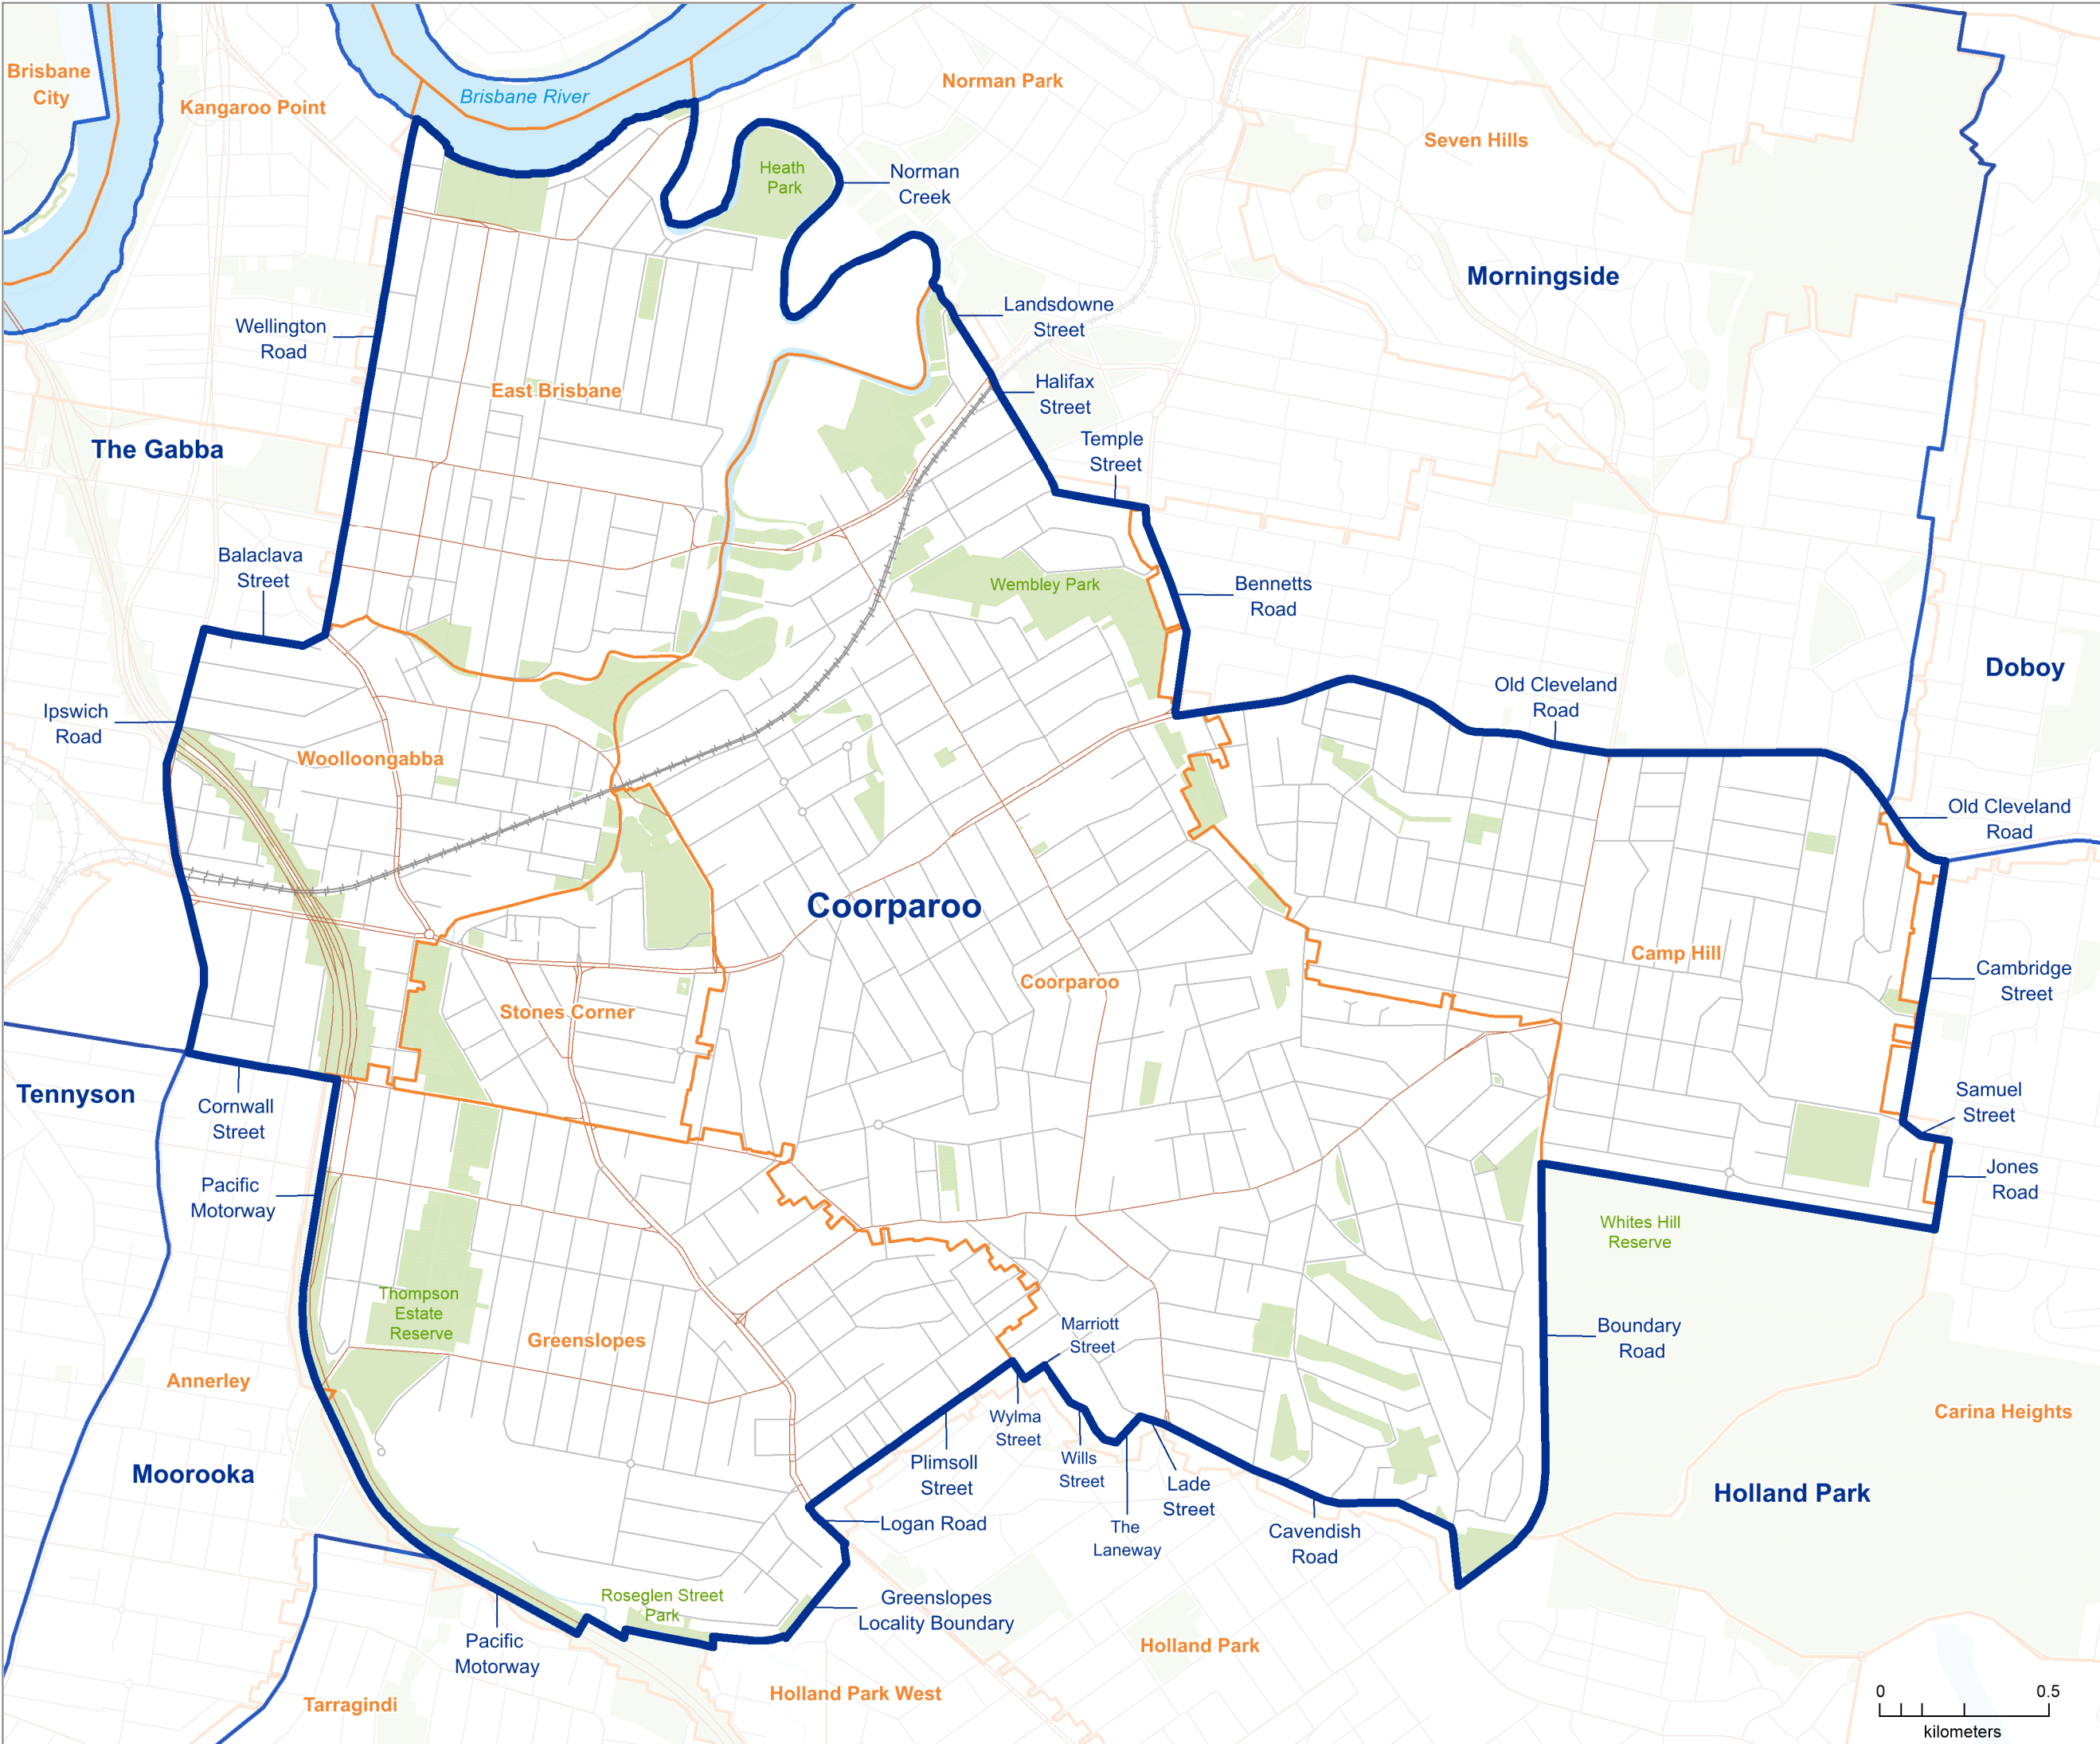 Brisbane
City
Kangaroo Point
Brisbane River
Norman Park
Seven Hills
Heath
Park
Norman
Creek
Morningside
Landsdowne
Street
Wellington
Road
East Brisbane
Halifax
Street
The Gabba
Temple
Street
Balaclava
Street
Wembley Park
Bennetts
Road
Doboy
Old Cleveland
Road
Ipswich
Road
Woolloongabba
Old Cleveland
Road
Coorparoo
Camp Hill
Coorparoo
Cambridge
Street
Stones Corner
Tennyson
Cornwall
Street
Samuel
Street
Pacific
Motorway
Jones
Road
Whites Hill
Reserve
Thompson
Estate
Reserve
Greenslopes
Marriott
Street
Boundary
Road
Annerley
Carina Heights
Wylma
Street
Moorooka
Plimsoll
Street
Wills
Street
Lade
Street
Holland Park
Logan Road
The
Laneway
Cavendish
Road
Roseglen Street
Park
Greenslopes
Locality Boundary
Pacific
Motorway
Holland Park
Holland Park West
Tarragindi
0 0.5
kilometers